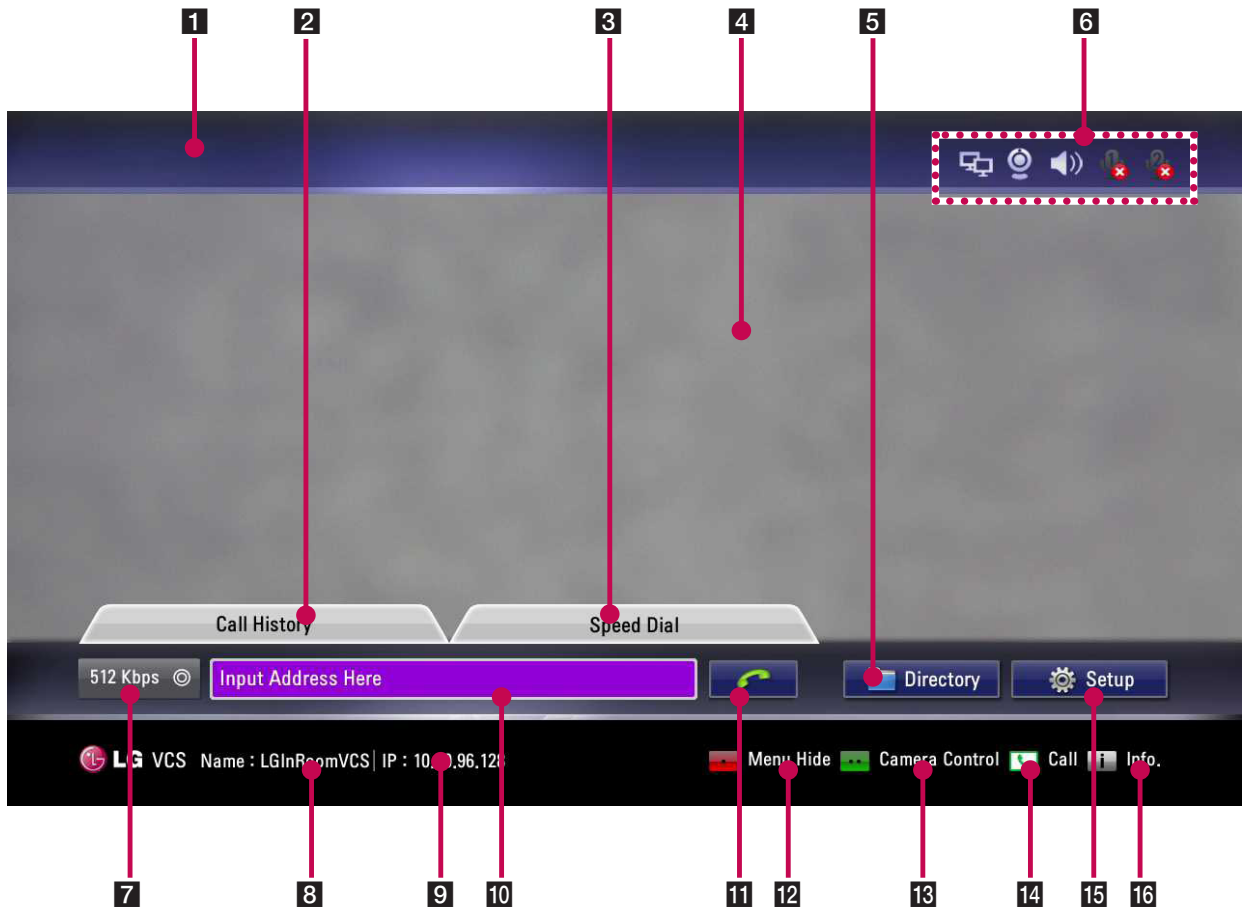 1 2 3 4 5 6
Call History Speed Dial
512 Kbps Input Address Here Directory Setup
LG VCS Name : LGInRoomVCS | IP : Menu Hide Camera Control Call i Info.
7 8 9 10 11 12 13 14 15 16